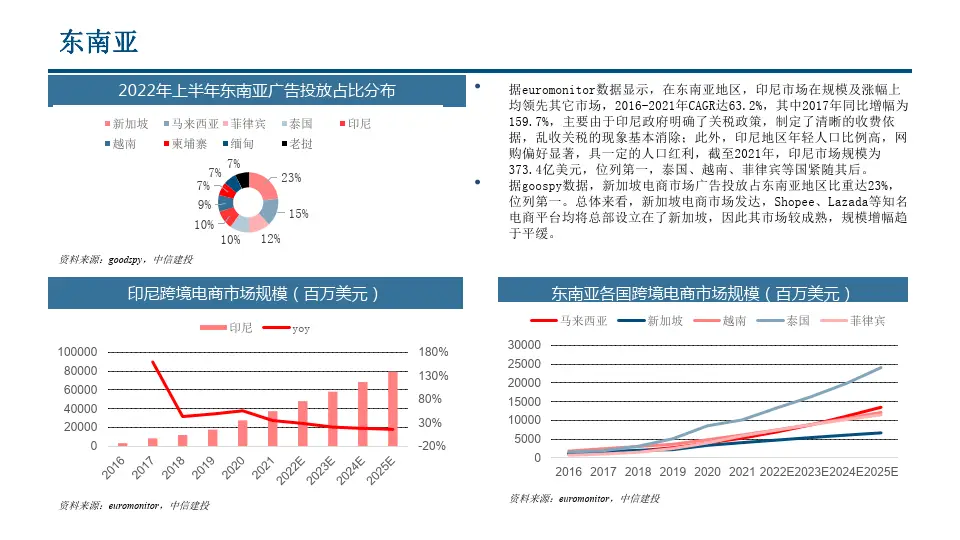 东南亚
2022年上半年东南亚广告投放占比分布
新加坡 马来西亚 菲律宾 泰国 印尼
越南 柬埔寨 缅甸 老挝
7%
7%
7%
9%
10%
10%
12%
15%
23%
资料来源：goodspy，中信建投
• 据euromonitor数据显示，在东南亚地区，印尼市场在规模及涨幅上
均领先其它市场，2016-2021年CAGR达63.2%，其中2017年同比增幅为
159.7%，主要由于印尼政府明确了关税政策，制定了清晰的收费依
据，乱收关税的现象基本消除；此外，印尼地区年轻人口比例高，网
购偏好显著，具一定的人口红利，截至2021年，印尼市场规模为
373.4亿美元，位列第一，泰国、越南、菲律宾等国紧随其后。
• 据goospy数据，新加坡电商市场广告投放占东南亚地区比重达23%，
位列第一。总体来看，新加坡电商市场发达，Shopee、Lazada等知名
电商平台均将总部设立在了新加坡，因此其市场较成熟，规模增幅趋
于平缓。
印尼跨境电商市场规模（百万美元）
印尼 yoy
100000 180%
80000 130%
60000 80%
40000
20000 30%
0 -20%
2016 2017 2018 2019 2020 2021 2022E 2023E 2024E 2025E
资料来源：euromonitor，中信建投
东南亚各国跨境电商市场规模（百万美元）
马来西亚 新加坡 越南 泰国 菲律宾
30000
25000
20000
15000
10000
5000
0
2016 2017 2018 2019 2020 2021 2022E 2023E 2024E 2025E
资料来源：euromonitor，中信建投